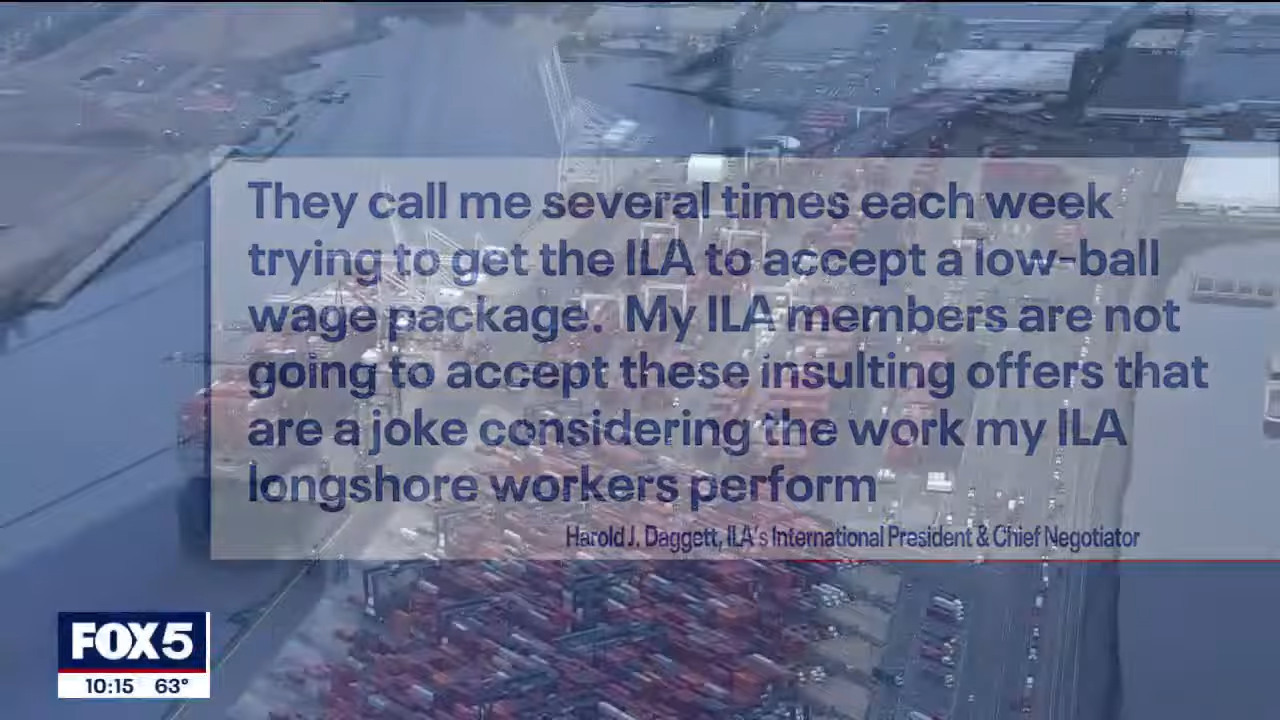 They call me several times each week
trying to get the ILA to accept a low-ball
wage package.  My ILA members are not
going to accept these insulting offers that
are a joke considering the work my ILA
longshore workers perform
Harold J. Daggett, ILA's International President & Chief Negotiator
FOX5
10:15 63°